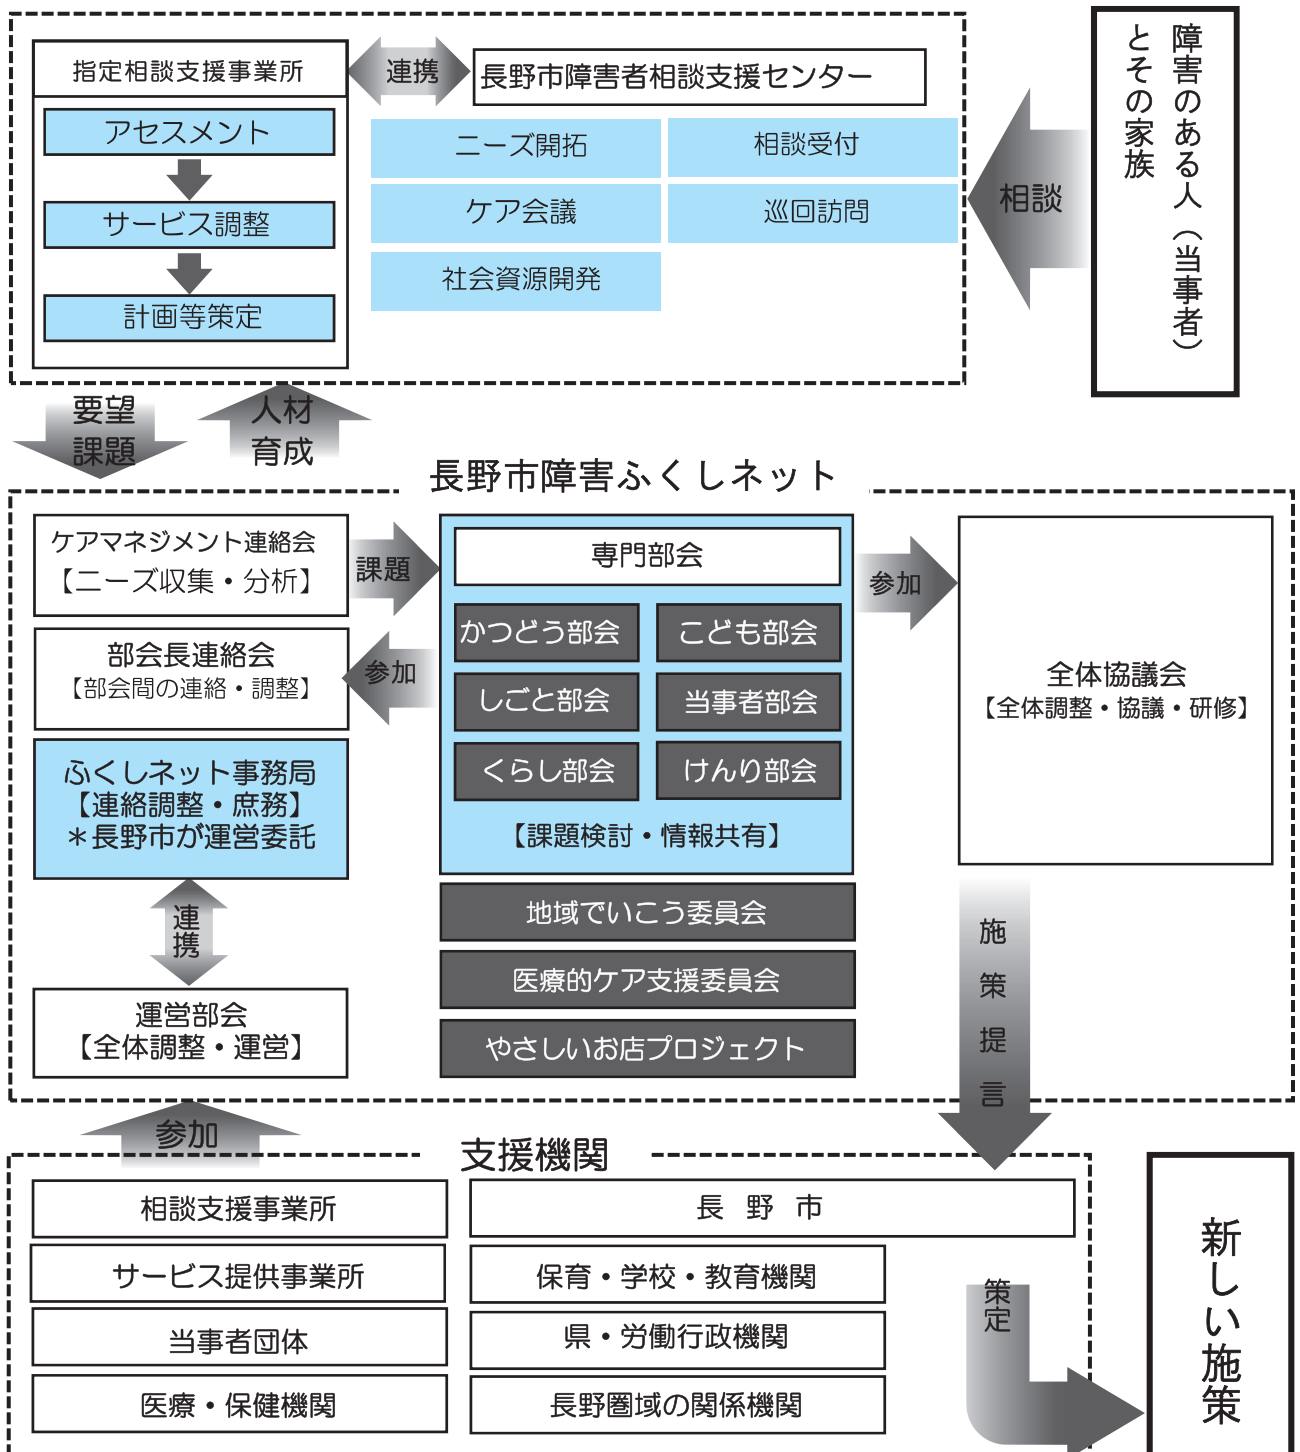 指定相談支援事業所
連携
長野市障害者相談支援センター
アセスメント
サービス調整
計画等策定
ニーズ開拓
相談受付
ケア会議
巡回訪問
社会資源開発
相談
障害のある人（当事者）
とその家族
要望
課題
人材
育成
長野市障害ふくしネット
ケアマネジメント連絡会
【ニーズ収集・分析】
課題
部会長連絡会
【部会間の連絡・調整】
参加
ふくしネット事務局
【連絡調整・庶務】
＊長野市が運営委託
連携
運営部会
【全体調整・運営】
専門部会
かつどう部会
こども部会
しごと部会
当事者部会
くらし部会
けんり部会
【課題検討・情報共有】
地域でいこう委員会
医療的ケア支援委員会
やさしいお店プロジェクト
参加
全体協議会
【全体調整・協議・研修】
施策提言
参加
支援機関
相談支援事業所
長野市
サービス提供事業所
保育・学校・教育機関
当事者団体
県・労働行政機関
医療・保健機関
長野圏域の関係機関
策定
新しい施策